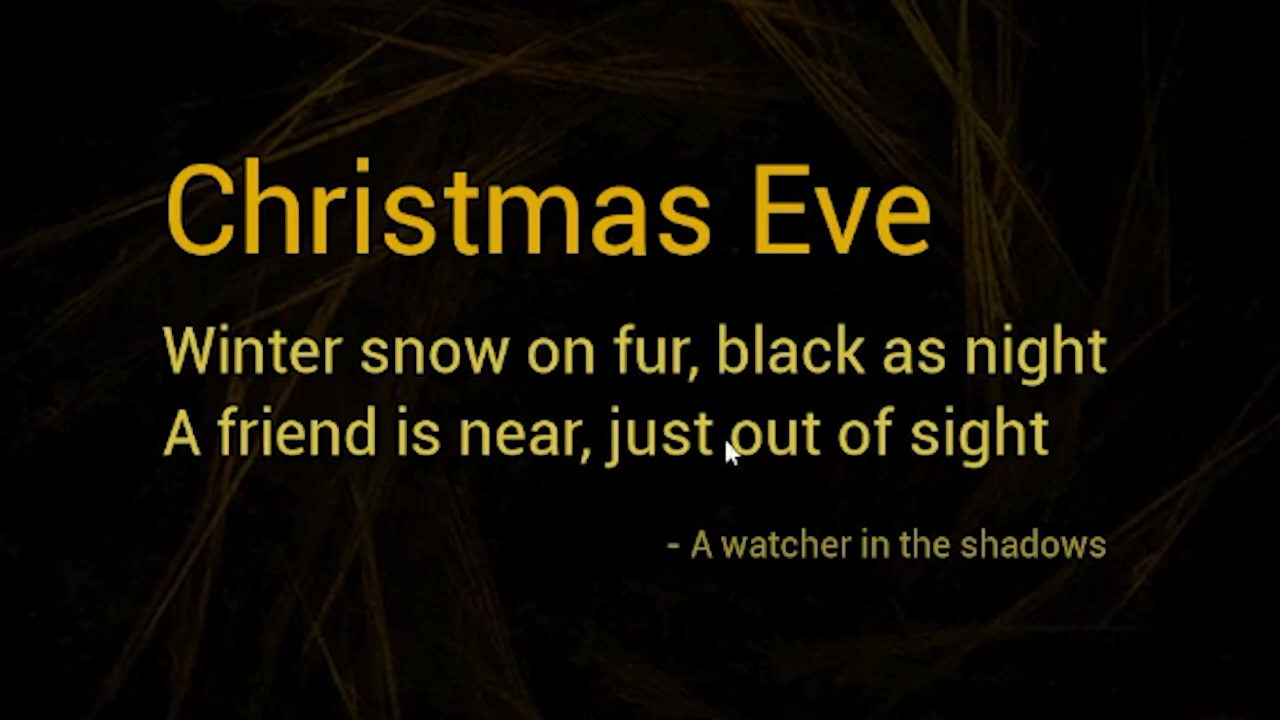 Christmas Eve
Winter snow on fur, black as night
A friend is near, just out of sight
- A watcher in the shadows